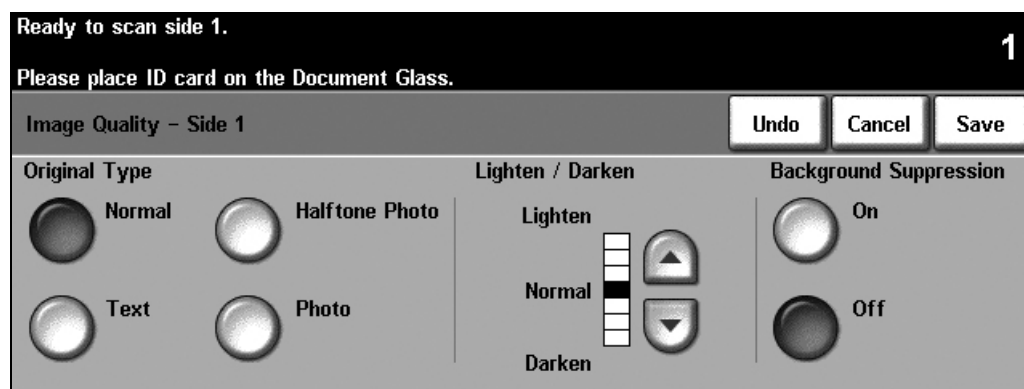 Ready to scan side 1.
1
Please place ID card on the Document Glass.
Image Quality - Side 1
Undo
Cancel
Save
Original Type
Lighten / Darken
Background Suppression
Normal
Halftone Photo
Lighten
On
Normal
Text
Photo
Off
Darken